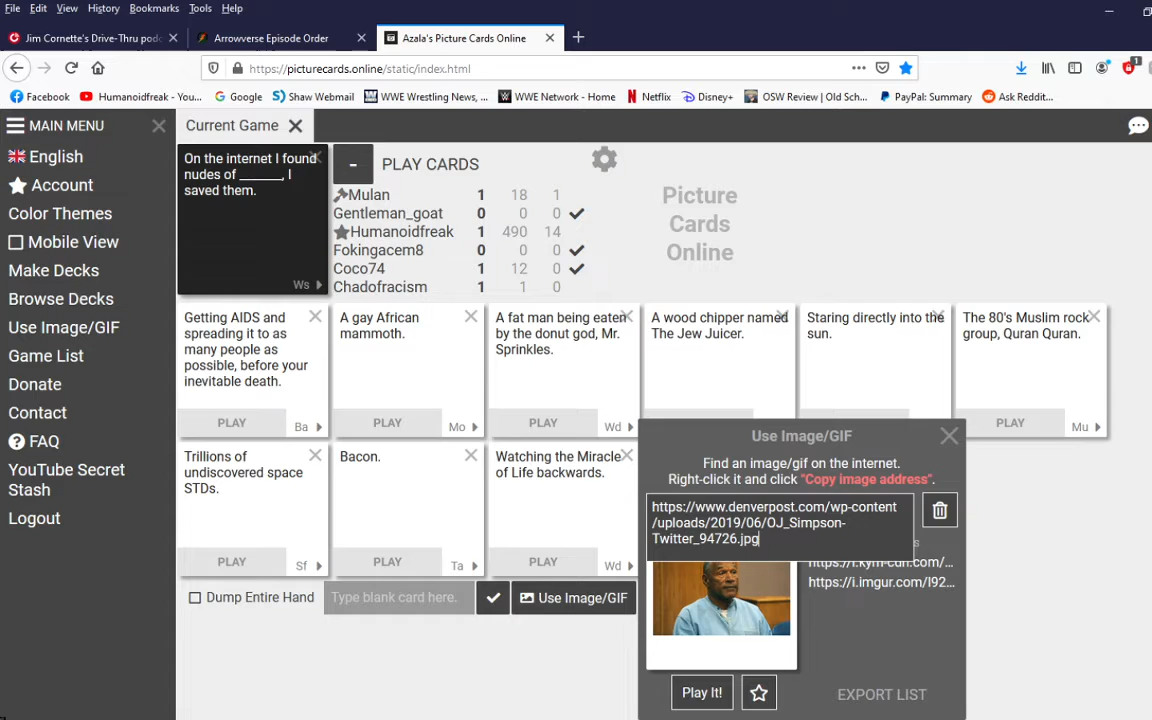 File Edit View History Bookmarks Tools Help
Jim Cornette's Drive-Thru pod
Arrowverse Episode Order
Azala's Picture Cards Online
https://picturecards.online/static/index.html
1
Facebook
Humanoidfreak - You...
Google
Shaw Webmail
WWE Wrestling News, ...
WWE Network - Home
Netflix
Disney+
OSW Review | Old Sch...
PayPal: Summary
Ask Reddit...
MAIN MENU
English
Account
Color Themes
Mobile View
Make Decks
Browse Decks
Use Image/GIF
Game List
Donate
Contact
FAQ
YouTube Secret
Stash
Logout
Current Game
On the internet I found
nudes of ______, I
saved them.
Ws
- PLAY CARDS
Mulan 1 18 1
Gentleman_goat 0 0 0
Humanoidfreak 1 490 14
Fokingacem8 0 0 0
Coco74 1 12 0
Chadofracism 1 1 0
Picture
Cards
Online
Getting AIDS and
spreading it to as
many people as
possible, before your
inevitable death.
PLAY Ba
A gay African
mammoth.
PLAY Mo
A fat man being eaten
by the donut god, Mr.
Sprinkles.
PLAY Wd
A wood chipper named
The Jew Juicer.
Staring directly into the
sun.
The 80's Muslim rock
group, Quran Quran.
PLAY Mu
Trillions of
undiscovered space
STDs.
PLAY Sf
Bacon.
PLAY Ta
Watching the Miracle
of Life backwards.
PLAY Wd
Dump Entire Hand
Type blank card here.
Use Image/GIF
Use Image/GIF
Find an image/gif on the internet.
Right-click it and click "Copy image address".
https://www.denverpost.com/wp-content
/uploads/2019/06/OJ_Simpson-
Twitter_94726.jpg
https://i.kym-cdn.com/...
https://i.imgur.com/I92...
Play It!
EXPORT LIST